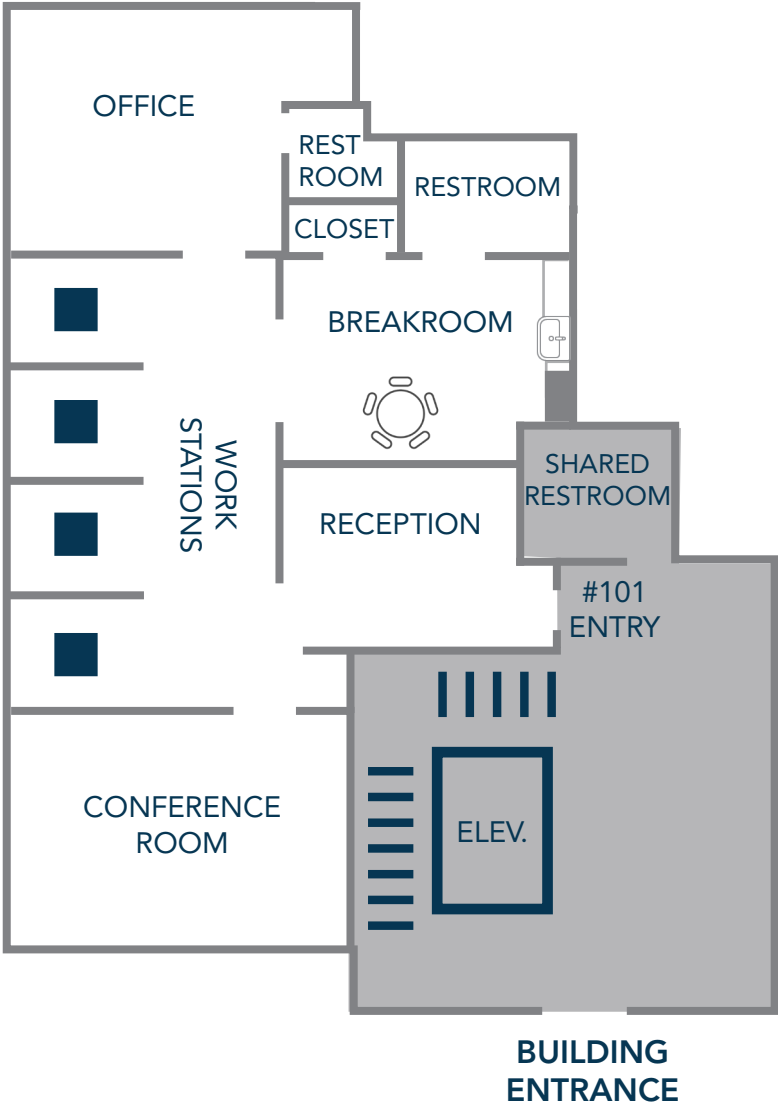 OFFICE
REST
ROOM
RESTROOM
CLOSET
BREAKROOM
WORK
STATIONS
SHARED
RESTROOM
RECEPTION
#101
ENTRY
CONFERENCE
ROOM
ELEV.
BUILDING
ENTRANCE